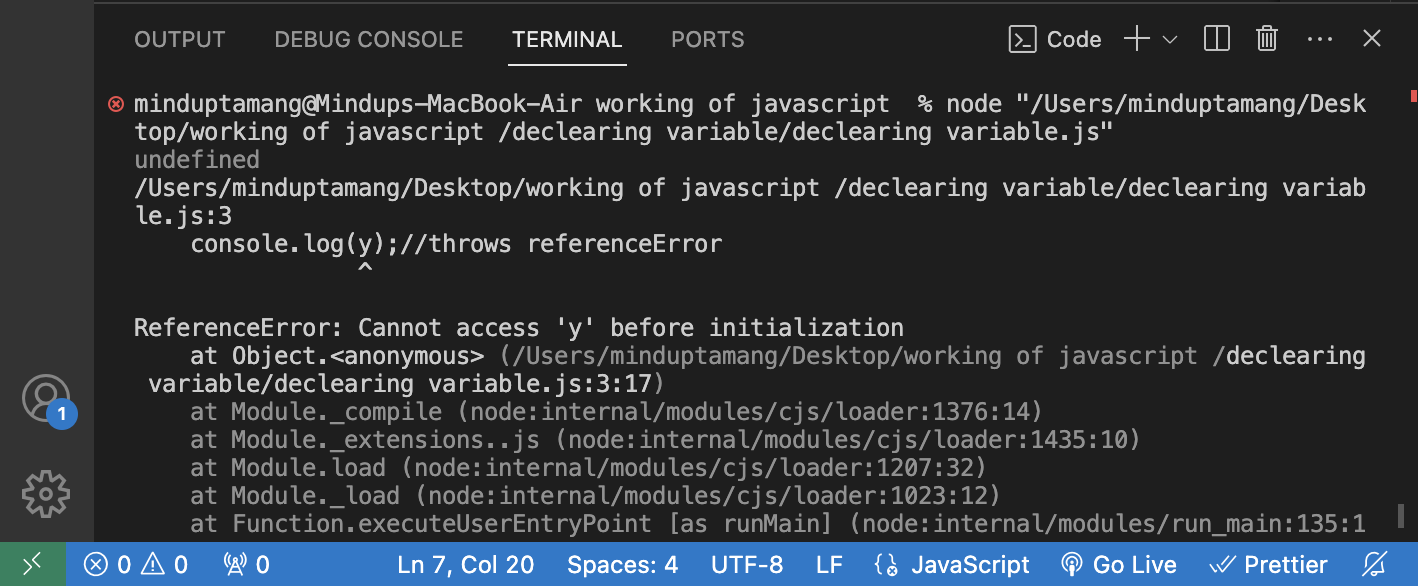 OUTPUT DEBUG CONSOLE TERMINAL PORTS Code
minduptamang@Mindups-MacBook-Air working of javascript  % node "/Users/minduptamang/Desk
top/working of javascript /declearing variable/declearing variable.js"
undefined
/Users/minduptamang/Desktop/working of javascript /declearing variable/declearing variab
le.js:3
    console.log(y);//throws referenceError
                ^
ReferenceError: Cannot access 'y' before initialization
    at Object.<anonymous> (/Users/minduptamang/Desktop/working of javascript /declearing
 variable/declearing variable.js:3:17)
    at Module._compile (node:internal/modules/cjs/loader:1376:14)
    at Module._extensions..js (node:internal/modules/cjs/loader:1435:10)
    at Module.load (node:internal/modules/cjs/loader:1207:32)
    at Module._load (node:internal/modules/cjs/loader:1023:12)
    at Function.executeUserEntryPoint [as runMain] (node:internal/modules/run_main:135:1
1
0 0 0 Ln 7, Col 20 Spaces: 4 UTF-8 LF JavaScript Go Live Prettier